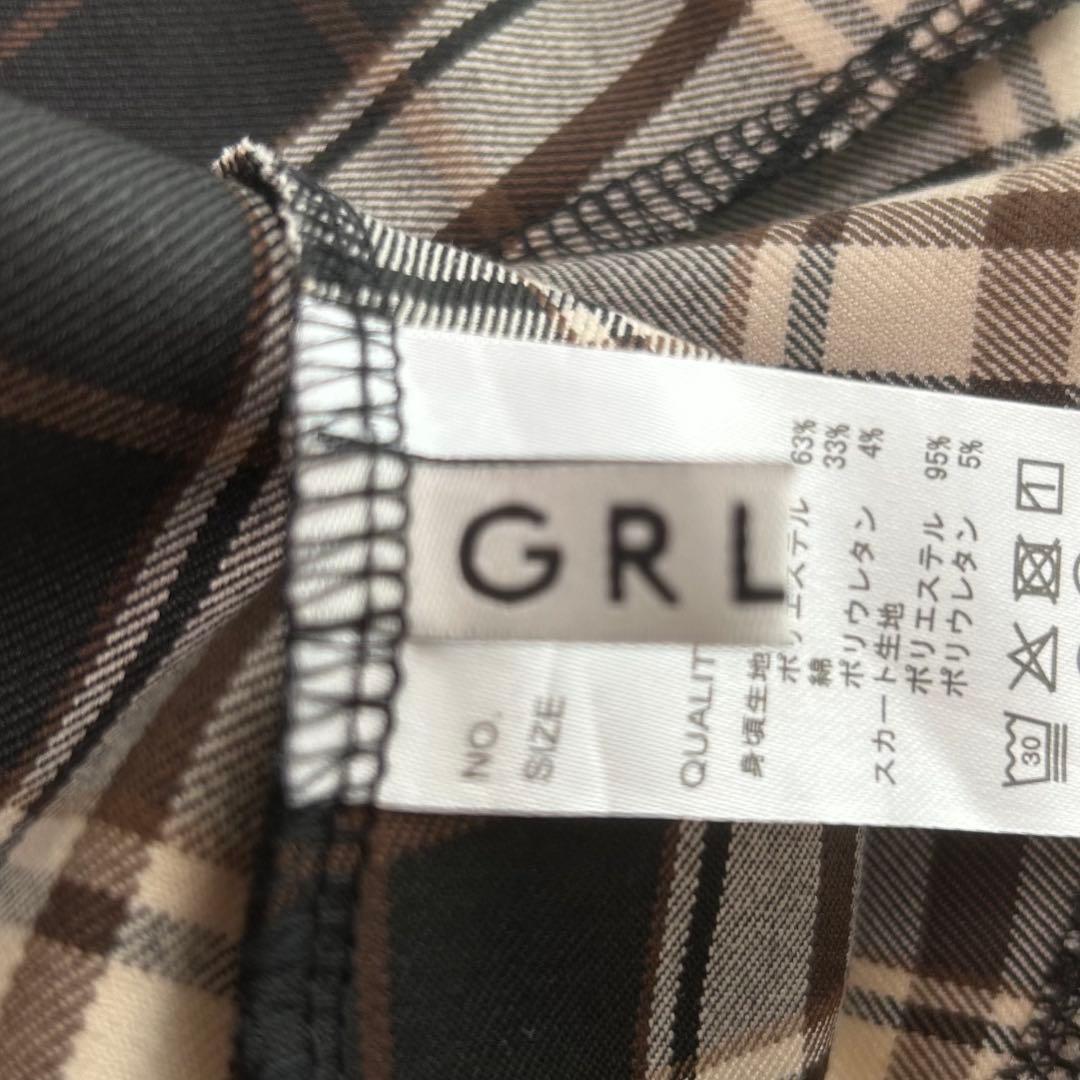 GRL
NO.
SIZE
QUALIT
身頃生地
ポリエステル 63%
綿 33%
ポリウレタン 4%
スカート生地
ポリエステル 95%
ポリウレタン 5%
30